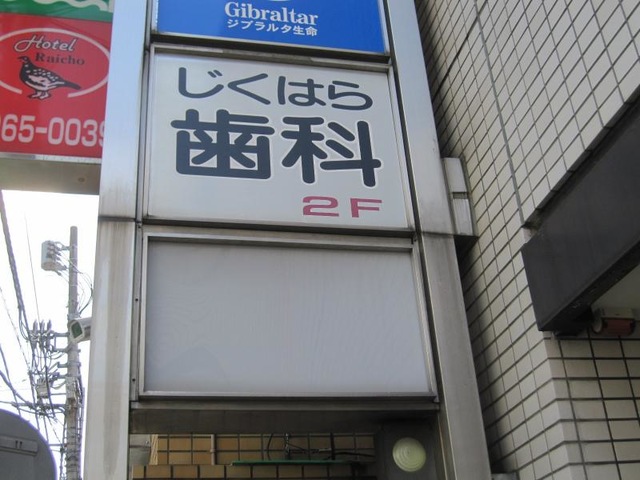 Gibraltar
ジブラルタ生命
Hotel
Raicho
65-0039
じくはら
歯科
2F